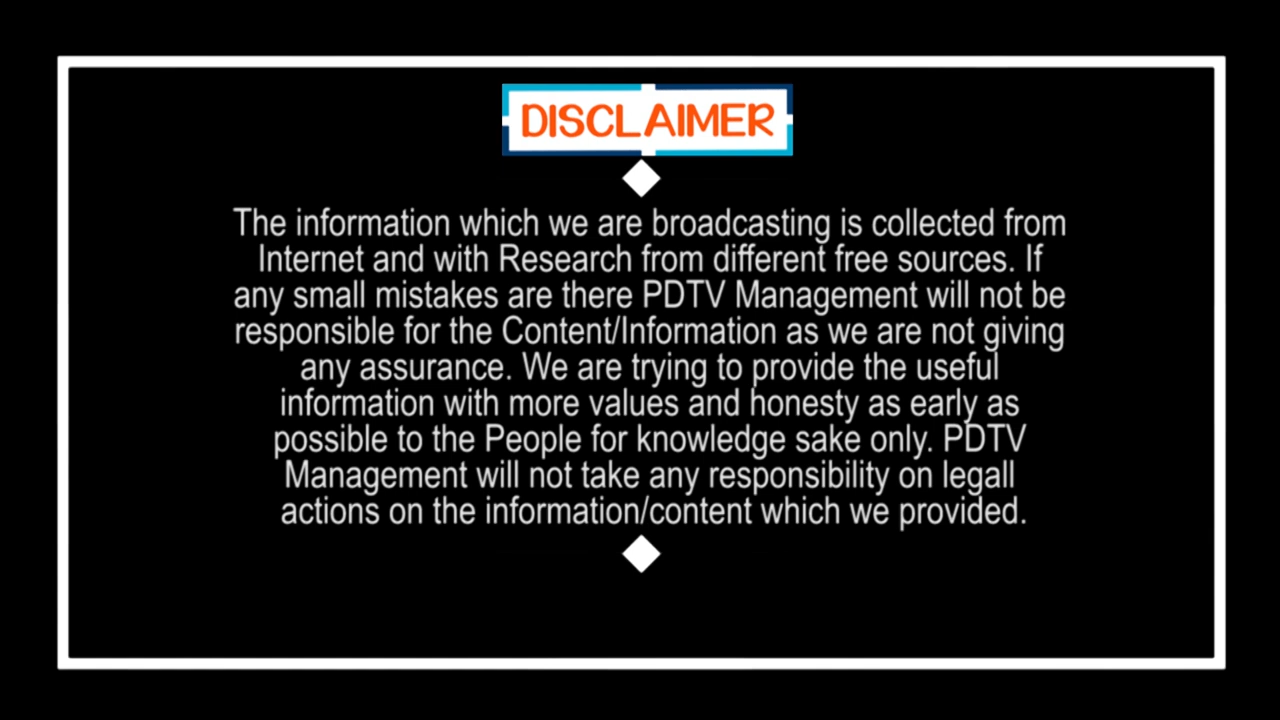 DISCLAIMER
The information which we are broadcasting is collected from
Internet and with Research from different free sources. If
any small mistakes are there PDTV Management will not be
responsible for the Content/Information as we are not giving
any assurance. We are trying to provide the useful
information with more values and honesty as early as
possible to the People for knowledge sake only. PDTV
Management will not take any responsibility on legall
actions on the information/content which we provided.